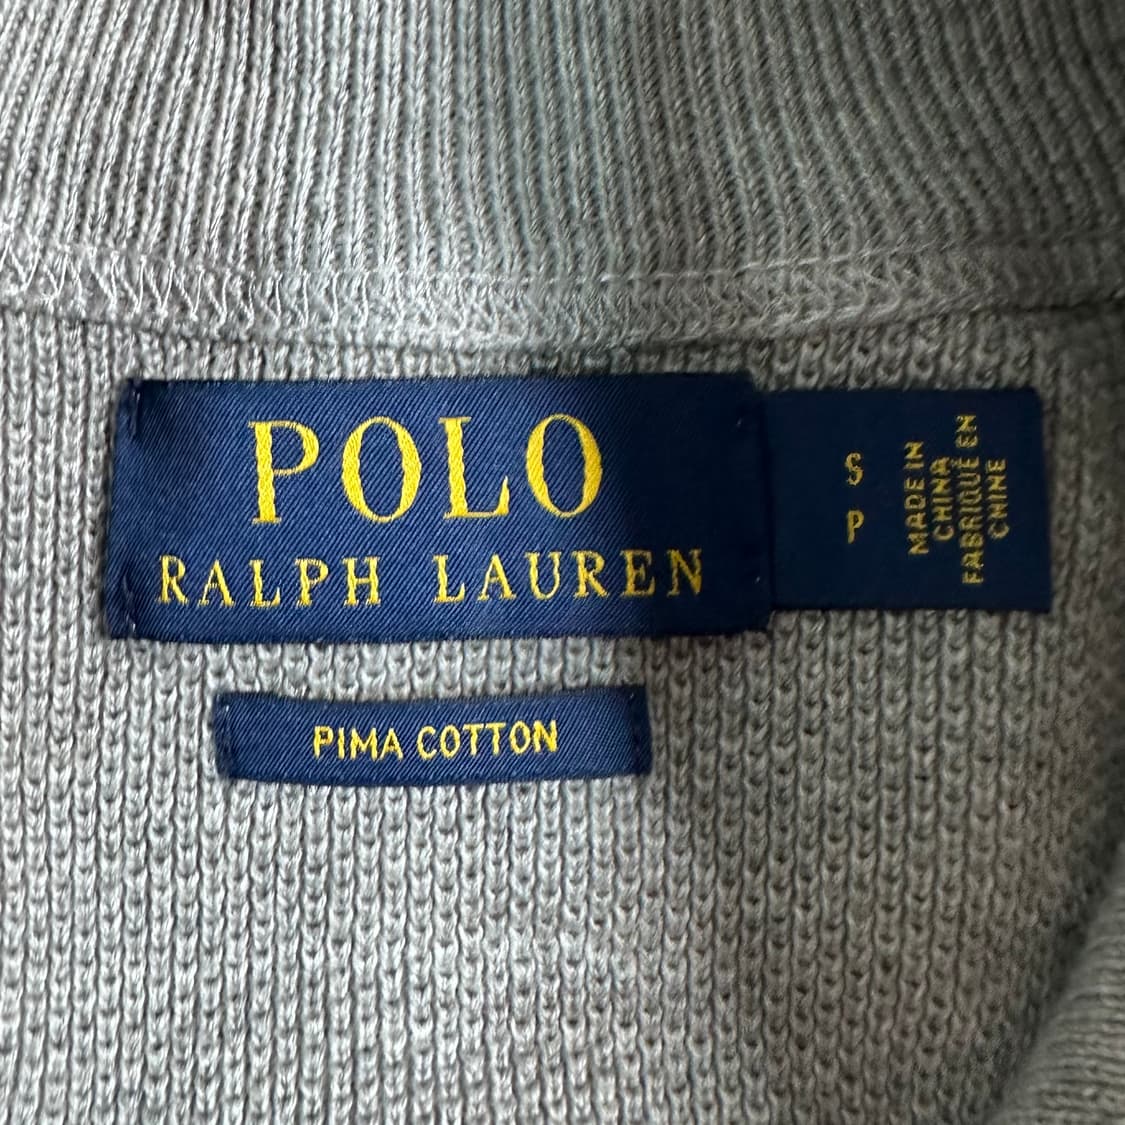 POLO
RALPH LAUREN
S
P
MADE IN
CHINA
FABRIQUÉ EN
CHINE
PIMA COTTON